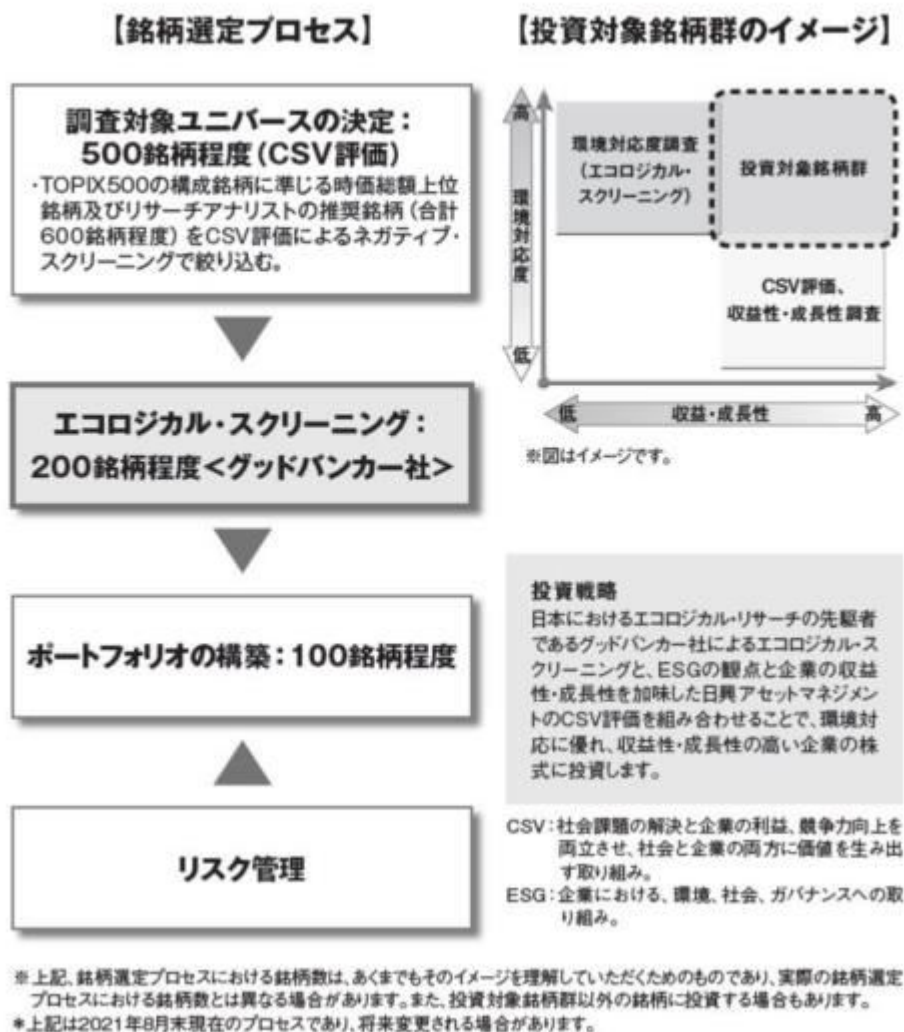 【銘柄選定プロセス】
調査対象ユニバースの決定：
500銘柄程度（CSV評価）
・TOPIX500の構成銘柄に準じる時価総額上位
銘柄及びリサーチアナリストの推奨銘柄（合計
600銘柄程度）をCSV評価によるネガティブ・
スクリーニングで絞り込む。
エコロジカル・スクリーニング：
200銘柄程度＜グッドバンカー社＞
ポートフォリオの構築：100銘柄程度
リスク管理
【投資対象銘柄群のイメージ】
高
環境対応度
低
環境対応度調査
（エコロジカル・
スクリーニング）
投資対象銘柄群
CSV評価、
収益性・成長性調査
低 収益・成長性 高
※図はイメージです。
投資戦略
日本におけるエコロジカル・リサーチの先駆者
であるグッドバンカー社によるエコロジカル・ス
クリーニングと、ESGの観点と企業の収益
性・成長性を加味した日興アセットマネジメン
トのCSV評価を組み合わせることで、環境対
応に優れ、収益性・成長性の高い企業の株
式に投資します。
CSV：社会課題の解決と企業の利益、競争力向上を
両立させ、社会と企業の両方に価値を生み出
す取り組み。
ESG：企業における、環境、社会、ガバナンスへの取
り組み。
※上記、銘柄選定プロセスにおける銘柄数は、あくまでもそのイメージを理解していただくためのものであり、実際の銘柄選定
プロセスにおける銘柄数とは異なる場合があります。また、投資対象銘柄群以外の銘柄に投資する場合もあります。
＊上記は2021年8月末現在のプロセスであり、将来変更される場合があります。